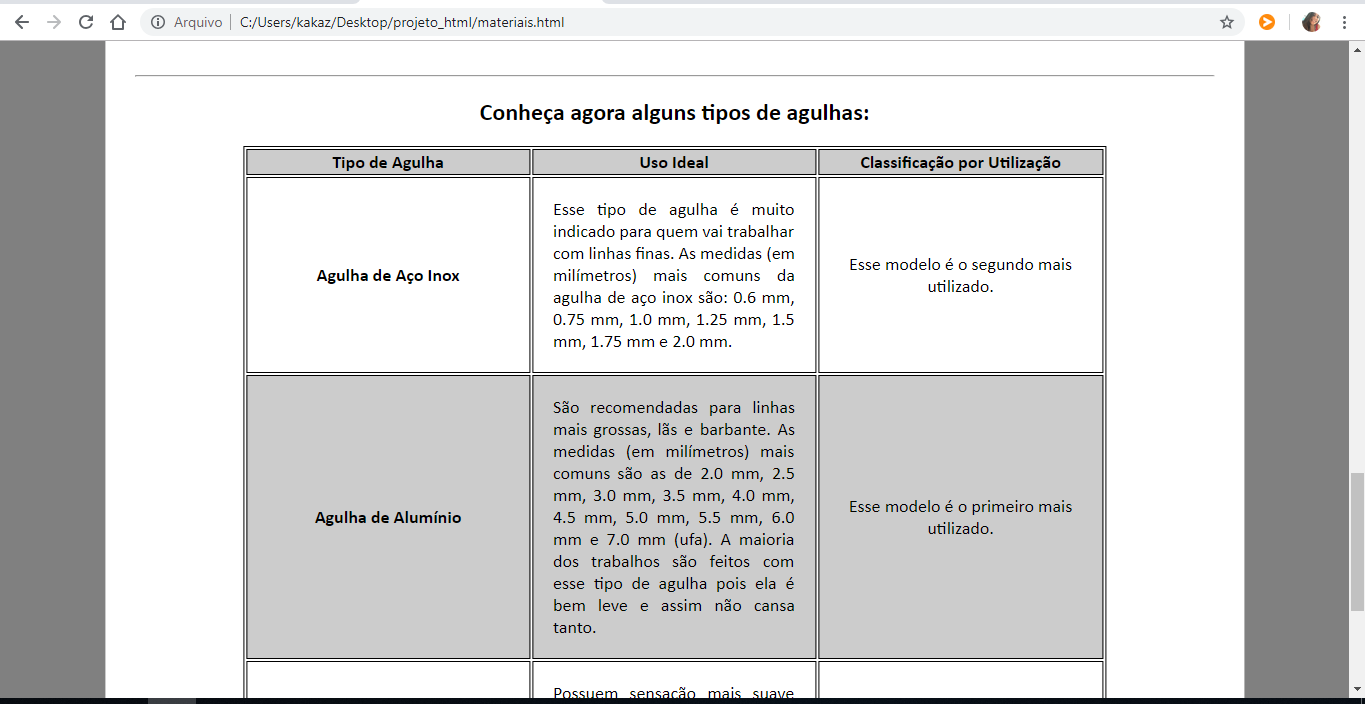 Arquivo
C:/Users/kakaz/Desktop/projeto_html/materiais.html
Conheça agora alguns tipos de agulhas:
Tipo de Agulha
Uso Ideal
Classificação por Utilização
Agulha de Aço Inox
Esse tipo de agulha é muito
indicado para quem vai trabalhar
com linhas finas. As medidas (em
milímetros) mais comuns da
agulha de aço inox são: 0.6 mm,
0.75 mm, 1.0 mm, 1.25 mm, 1.5
mm, 1.75 mm e 2.0 mm.
Esse modelo é o segundo mais
utilizado.
Agulha de Alumínio
São recomendadas para linhas
mais grossas, lãs e barbante. As
medidas (em milímetros) mais
comuns são as de 2.0 mm, 2.5
mm, 3.0 mm, 3.5 mm, 4.0 mm,
4.5 mm, 5.0 mm, 5.5 mm, 6.0
mm e 7.0 mm (ufa). A maioria
dos trabalhos são feitos com
esse tipo de agulha pois ela é
bem leve e assim não cansa
tanto.
Esse modelo é o primeiro mais
utilizado.
Possuem sensação mais suave